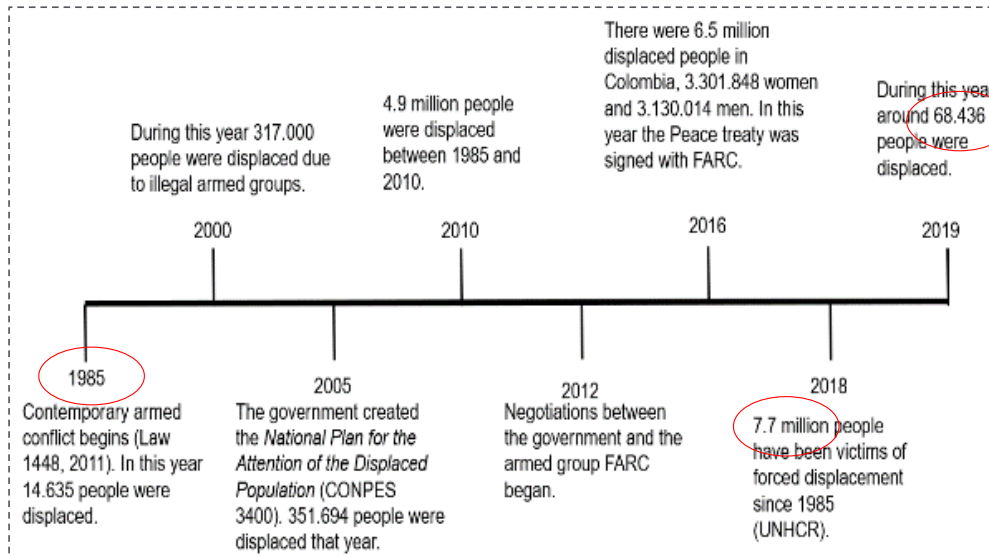 During this year 317.000
people were displaced due
to illegal armed groups.
2000
4.9 million people
were displaced
between 1985 and
2010.
2010
There were 6.5 million
displaced people in
Colombia, 3.301.848 women
and 3.130.014 men. In this
year the Peace treaty was
signed with FARC.
2016
During this yea
around 68.436
people were
displaced.
2019
1985
Contemporary armed
conflict begins (Law
1448, 2011). In this year
14.635 people were
displaced.
2005
The government created
the National Plan for the
Attention of the Displaced
Population (CONPES
3400). 351.694 people were
displaced that year.
2012
Negotiations between
the government and the
armed group FARC
began.
2018
7.7 million people
have been victims of
forced displacement
since 1985
(UNHCR).